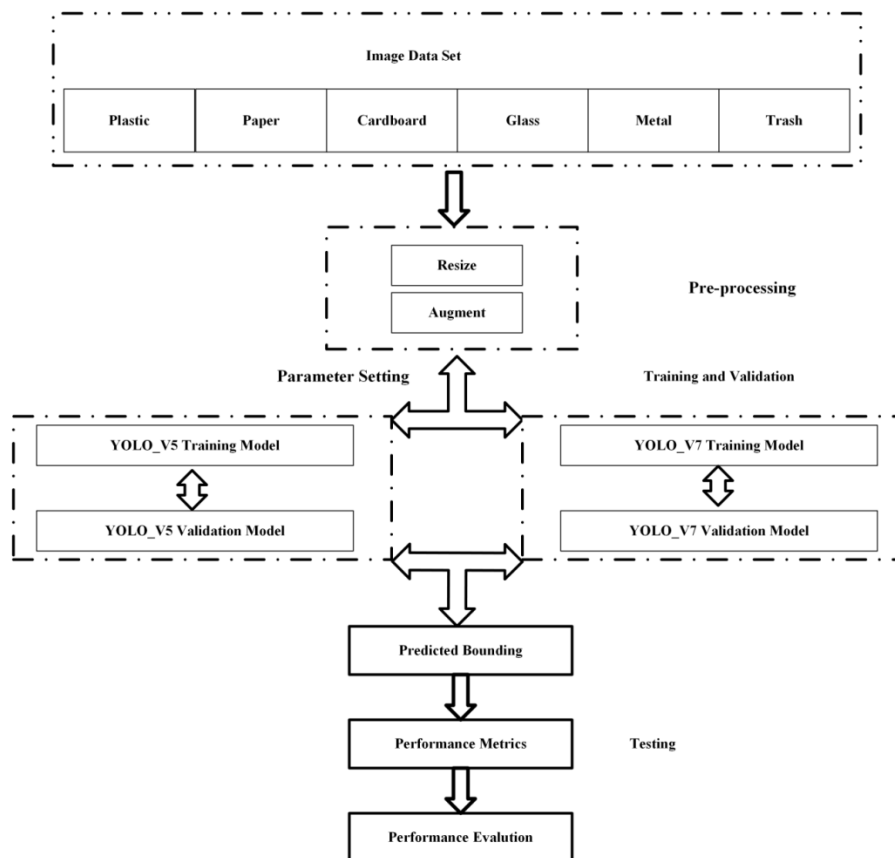 Image Data Set
Plastic
Paper
Cardboard
Glass
Metal
Trash
Resize
Augment
Pre-processing
Parameter Setting
Training and Validation
YOLO_V5 Training Model
YOLO_V7 Training Model
YOLO_V5 Validation Model
YOLO_V7 Validation Model
Predicted Bounding
Performance Metrics
Testing
Performance Evalution